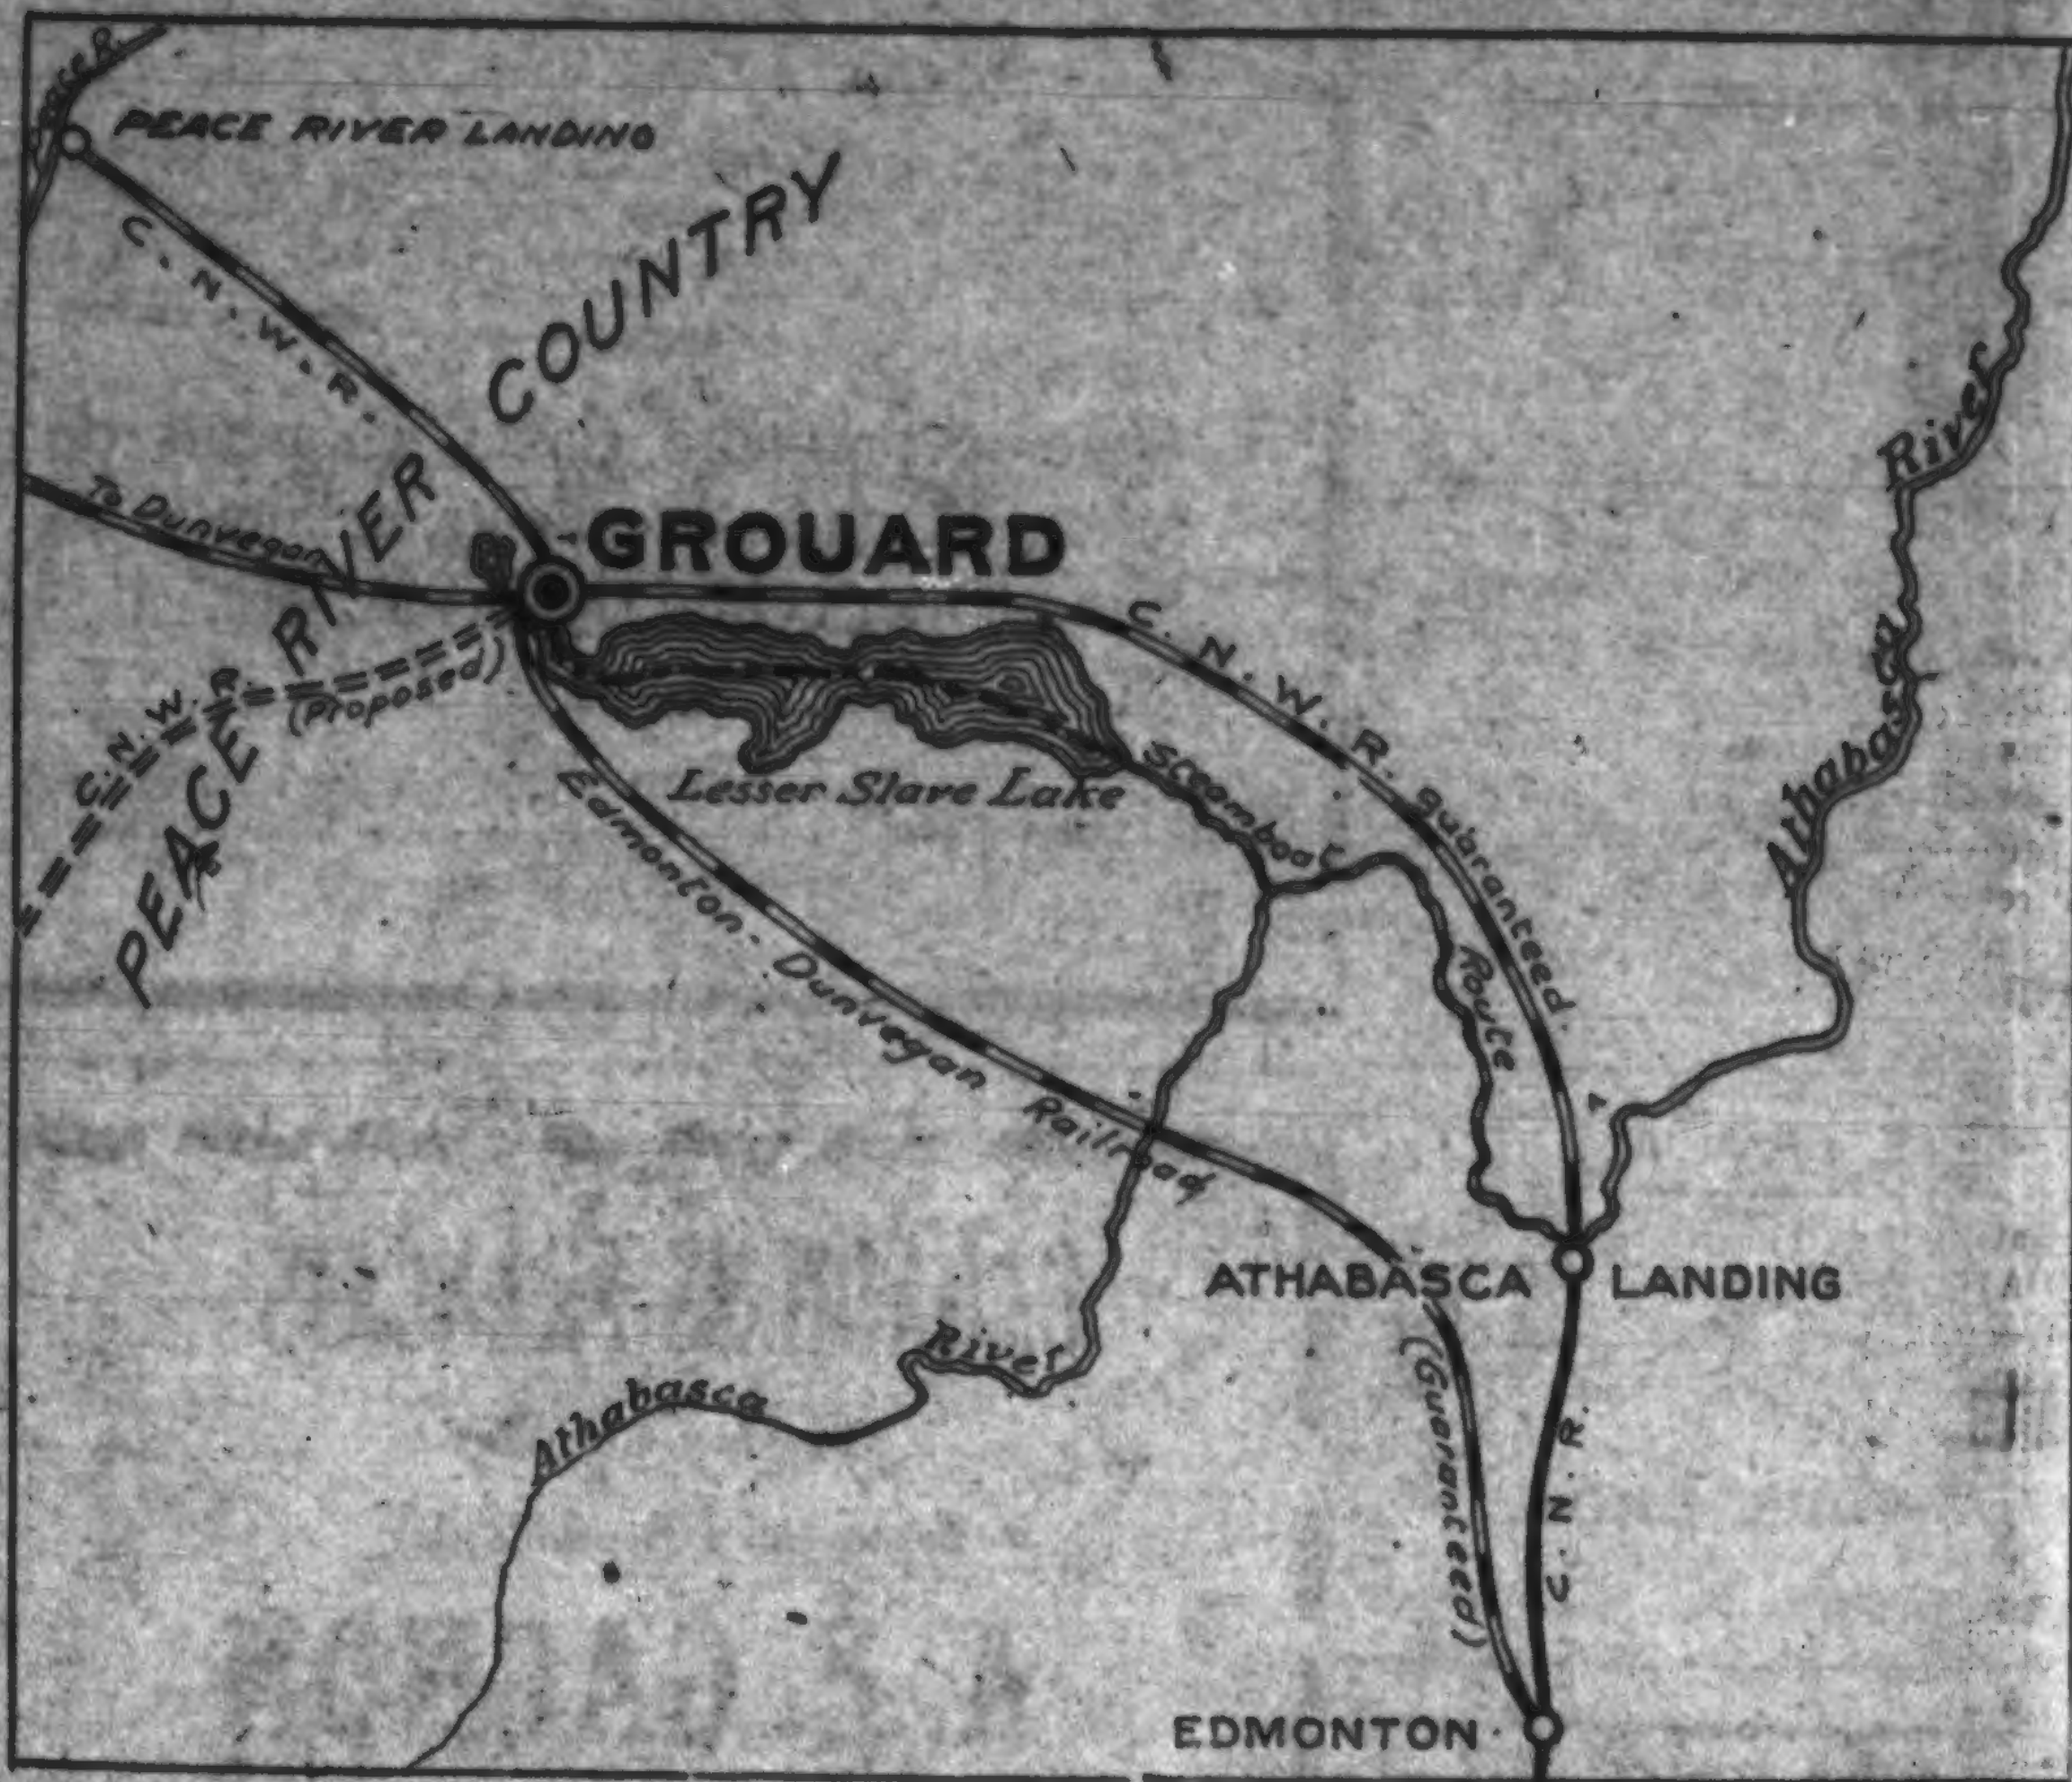 Peace R.
PEACE RIVER LANDING
C. N. W. R.
PEACE RIVER COUNTRY
To Dunvegan
GROUARD
C. N. W. R. guaranteed.
C. N. W. R.
(Proposed)
Lesser Slave Lake
Steamboat Route
Edmonton-Dunvegan Railroad
(Guaranteed)
Athabasca River
ATHABASCA LANDING
Athabasca River
C. N. R.
EDMONTON